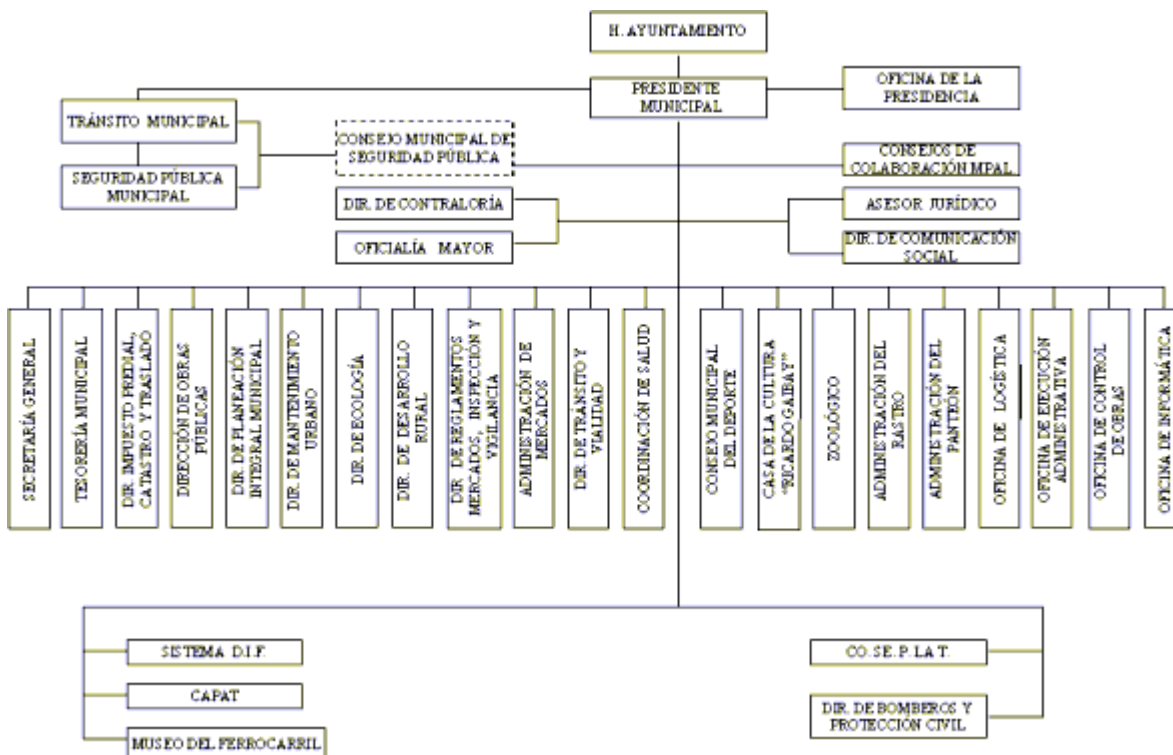 H. AYUNTAMIENTO
PRESIDENTE
MUNICIPAL
OFICINA DE LA
PRESIDENCIA
TRÁNSITO MUNICIPAL
CONSEJO MUNICIPAL DE
SEGURIDAD PÚBLICA
CONSEJOS DE
COLABORACIÓN MPAL.
SEGURIDAD PÚBLICA
MUNICIPAL
DIR. DE CONTRALORÍA
ASESOR JURÍDICO
OFICIALÍA MAYOR
DIR. DE COMUNICACIÓN
SOCIAL
SECRETARÍA GENERAL
TESORERÍA MUNICIPAL
DIR. IMPUESTO PREDIAL,
CATASTRO Y TRASLADO
DIRECCIÓN DE OBRAS
PÚBLICAS
DIR. DE PLANEACIÓN
INTEGRAL MUNICIPAL
DIR. DE MANTENIMIENTO
URBANO
DIR. DE ECOLOGÍA
DIR. DE DESARROLLO
RURAL
DIR. DE REGLAMENTOS
MERCADOS, INSPECCIÓN Y
VIGILANCIA
ADMINISTRACIÓN DE
MERCADOS
DIR. DE TRÁNSITO Y
VIALIDAD
COORDINACIÓN DE SALUD
CONSEJO MUNICIPAL
DEL DEPORTE
CASA DE LA CULTURA
“RICARDO GAIBAY”
ZOOLÓGICO
ADMINISTRACIÓN DEL
RASTRO
ADMINISTRACIÓN DEL
PANTEÓN
OFICINA DE LOGÍSTICA
OFICINA DE EJECUCIÓN
ADMINISTRATIVA
OFICINA DE CONTROL
DE OBRAS
OFICINA DE INFORMÁTICA
SISTEMA D.I.F.
CAPAT
MUSEO DEL FERROCARRIL
CO. SE. P. LA T.
DIR. DE BOMBEROS Y
PROTECCIÓN CIVIL